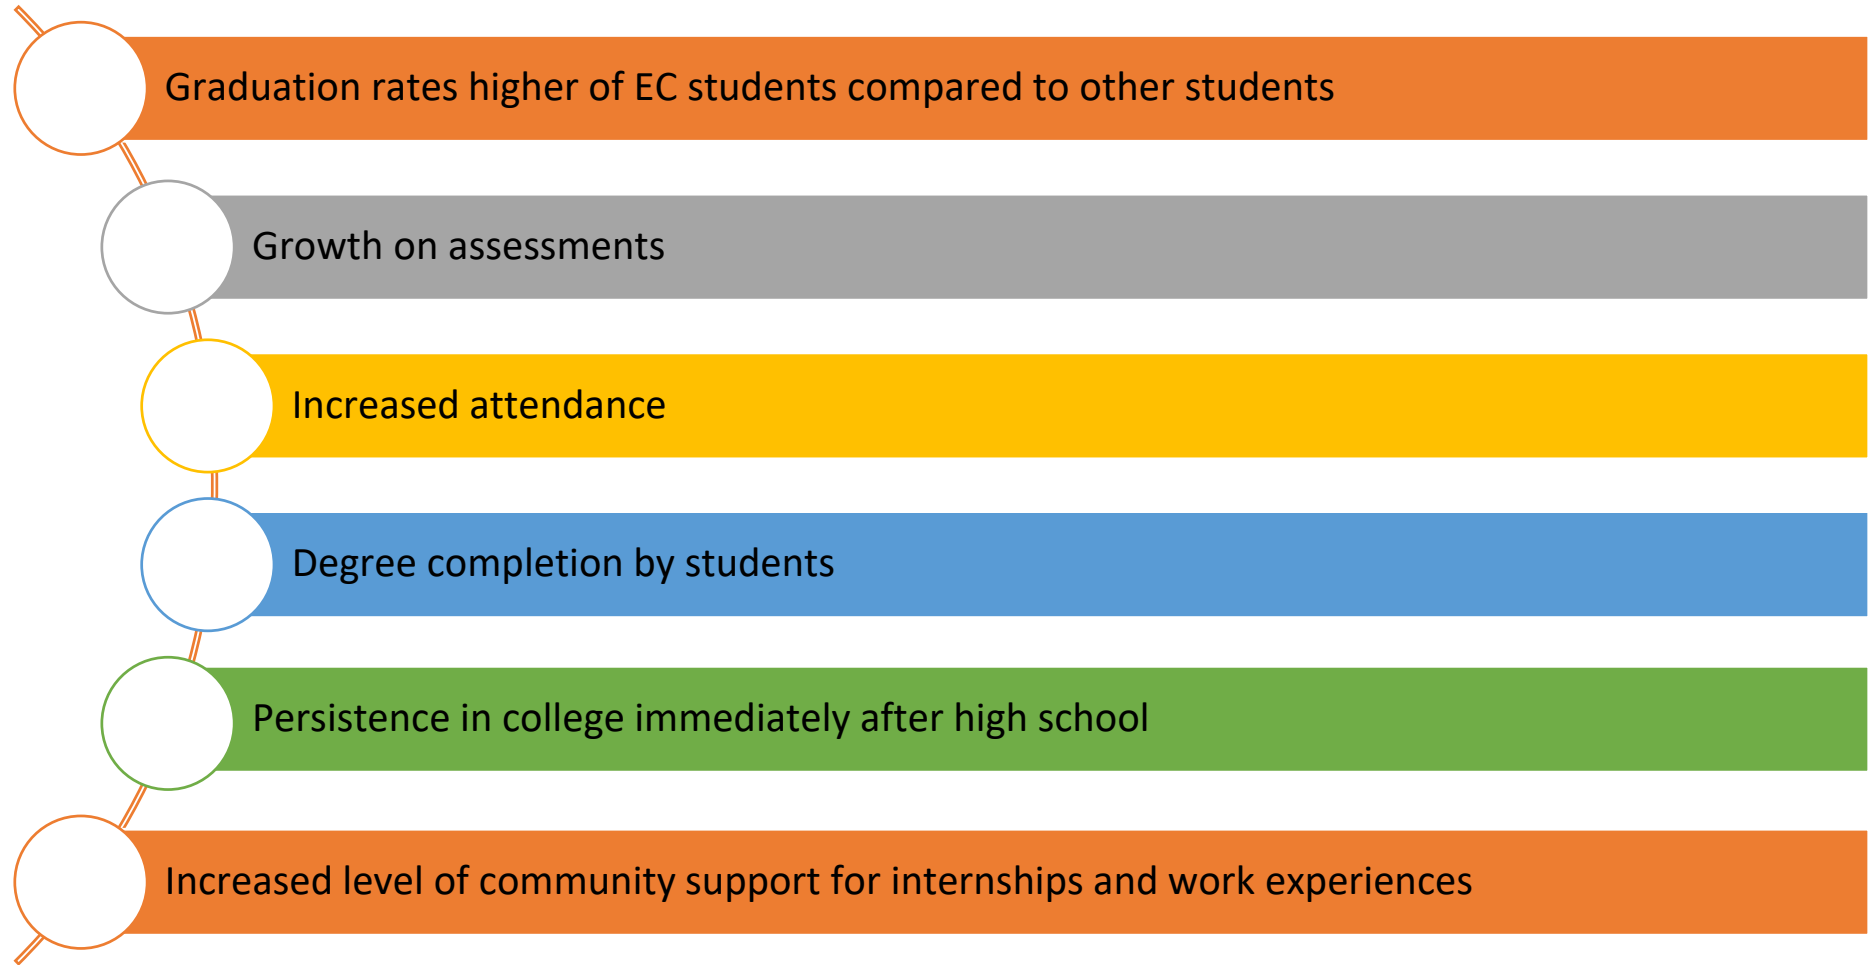 Graduation rates higher of EC students compared to other students
Growth on assessments
Increased attendance
Degree completion by students
Persistence in college immediately after high school
Increased level of community support for internships and work experiences